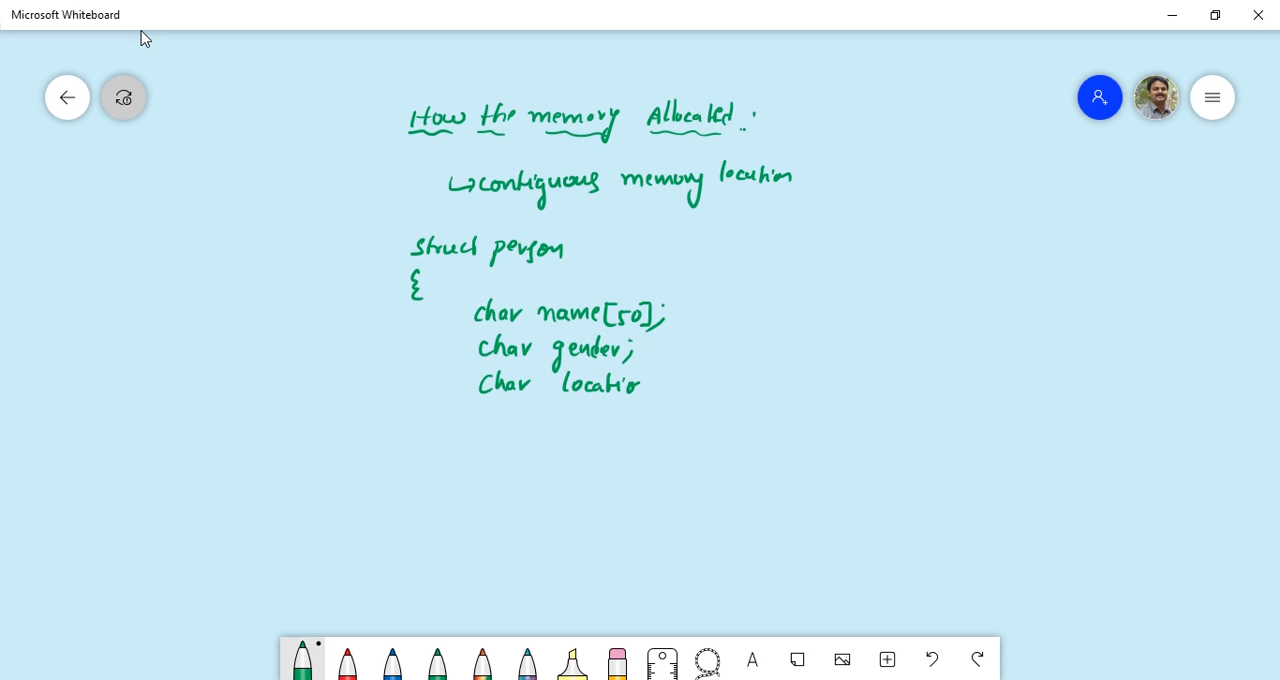 Microsoft Whiteboard
How the memory Allocated :
contiguous memory location
struct person
{
char name[50];
char gender;
char locatio
A